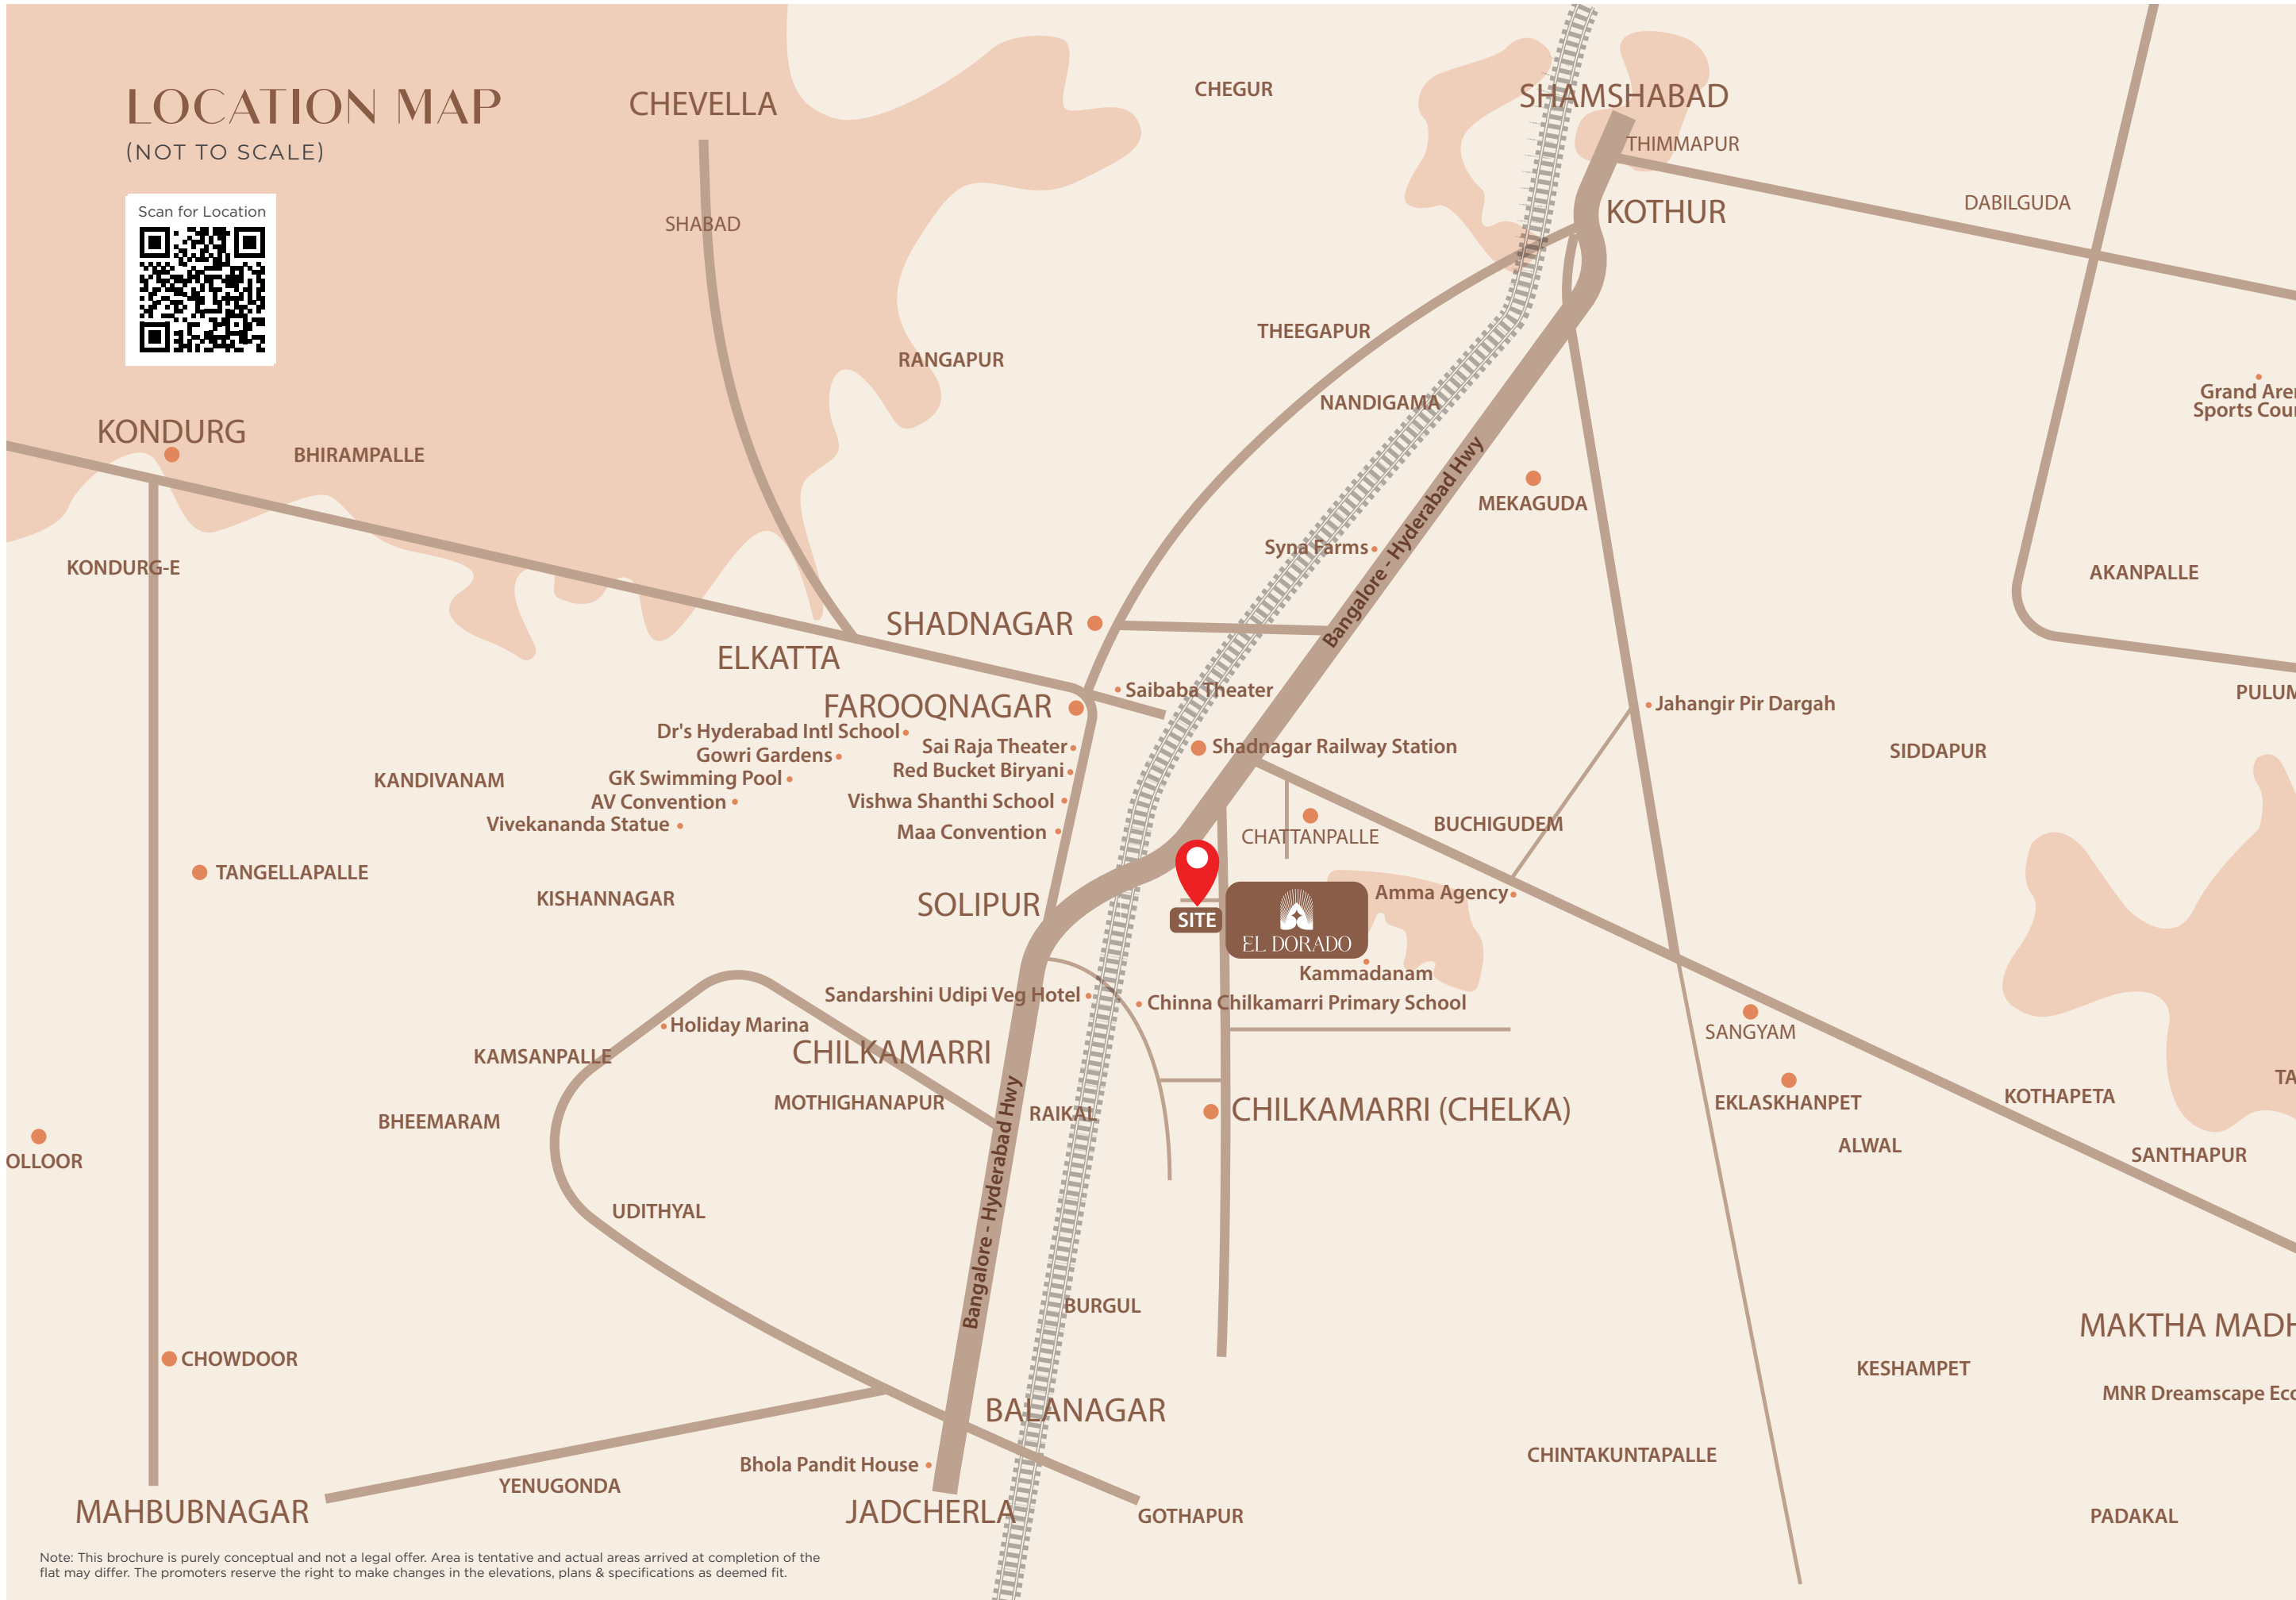 LOCATION MAP
(NOT TO SCALE)
Scan for Location
CHEVELLA
SHABAD
CHEGUR
SHAMSHABAD
THIMMAPUR
KOTHUR
DABILGUDA
RANGAPUR
THEEGAPUR
NANDIGAMA
Grand Aren
Sports Cour
KONDURG
BHIRAMPALLE
KONDURG-E
MEKAGUDA
Syna Farms
Bangalore - Hyderabad Hwy
AKANPALLE
SHADNAGAR
ELKATTA
FAROOQNAGAR
Saibaba Theater
PULUM
Jahangir Pir Dargah
Dr's Hyderabad Intl School
Gowri Gardens
GK Swimming Pool
AV Convention
Vivekananda Statue
Sai Raja Theater
Red Bucket Biryani
Vishwa Shanthi School
Maa Convention
Shadnagar Railway Station
SIDDAPUR
KANDIVANAM
CHATTANPALLE
BUCHIGUDEM
TANGELLAPALLE
KISHANNAGAR
SOLIPUR
SITE
EL DORADO
Amma Agency
Kammadanam
Sandarshini Udipi Veg Hotel
Chinna Chilkamarri Primary School
Holiday Marina
KAMSANPALLE
CHILKAMARRI
SANGYAM
MOTHIGHANAPUR
RAIKAL
CHILKAMARRI (CHELKA)
EKLASKHANPET
KOTHAPETA
TA
BHEEMARAM
ALWAL
SANTHAPUR
OLLOOR
UDITHYAL
Bangalore - Hyderabad Hwy
BURGUL
MAKTHA MADH
CHOWDOOR
KESHAMPET
MNR Dreamscape Eco
BALANAGAR
Bhola Pandit House
CHINTAKUNTAPALLE
YENUGONDA
MAHBUBNAGAR
JADCHERLA
GOTHAPUR
PADAKAL
Note: This brochure is purely conceptual and not a legal offer. Area is tentative and actual areas arrived at completion of the
flat may differ. The promoters reserve the right to make changes in the elevations, plans & specifications as deemed fit.